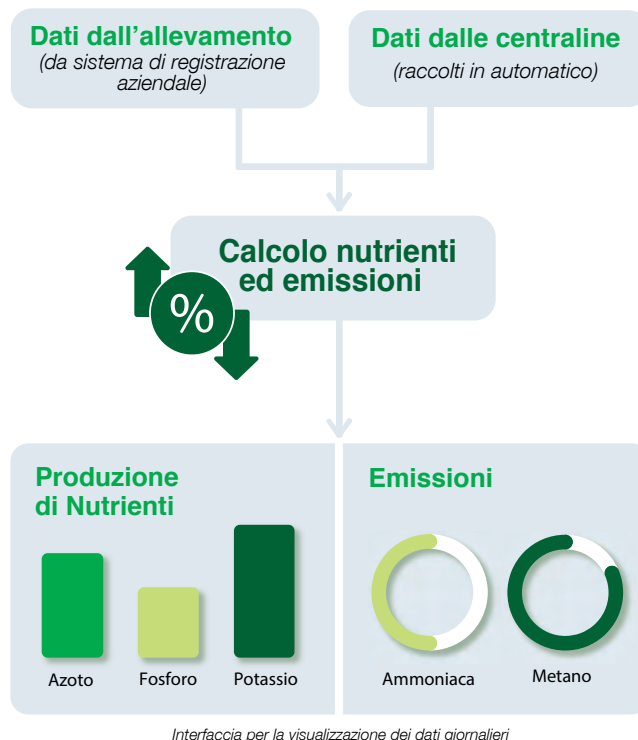 Dati dall'allevamento
(da sistema di registrazione
aziendale)
Dati dalle centraline
(raccolti in automatico)
Calcolo nutrienti
ed emissioni
%
Produzione
di Nutrienti
Azoto
Fosforo
Potassio
Emissioni
Ammoniaca
Metano
Interfaccia per la visualizzazione dei dati giornalieri